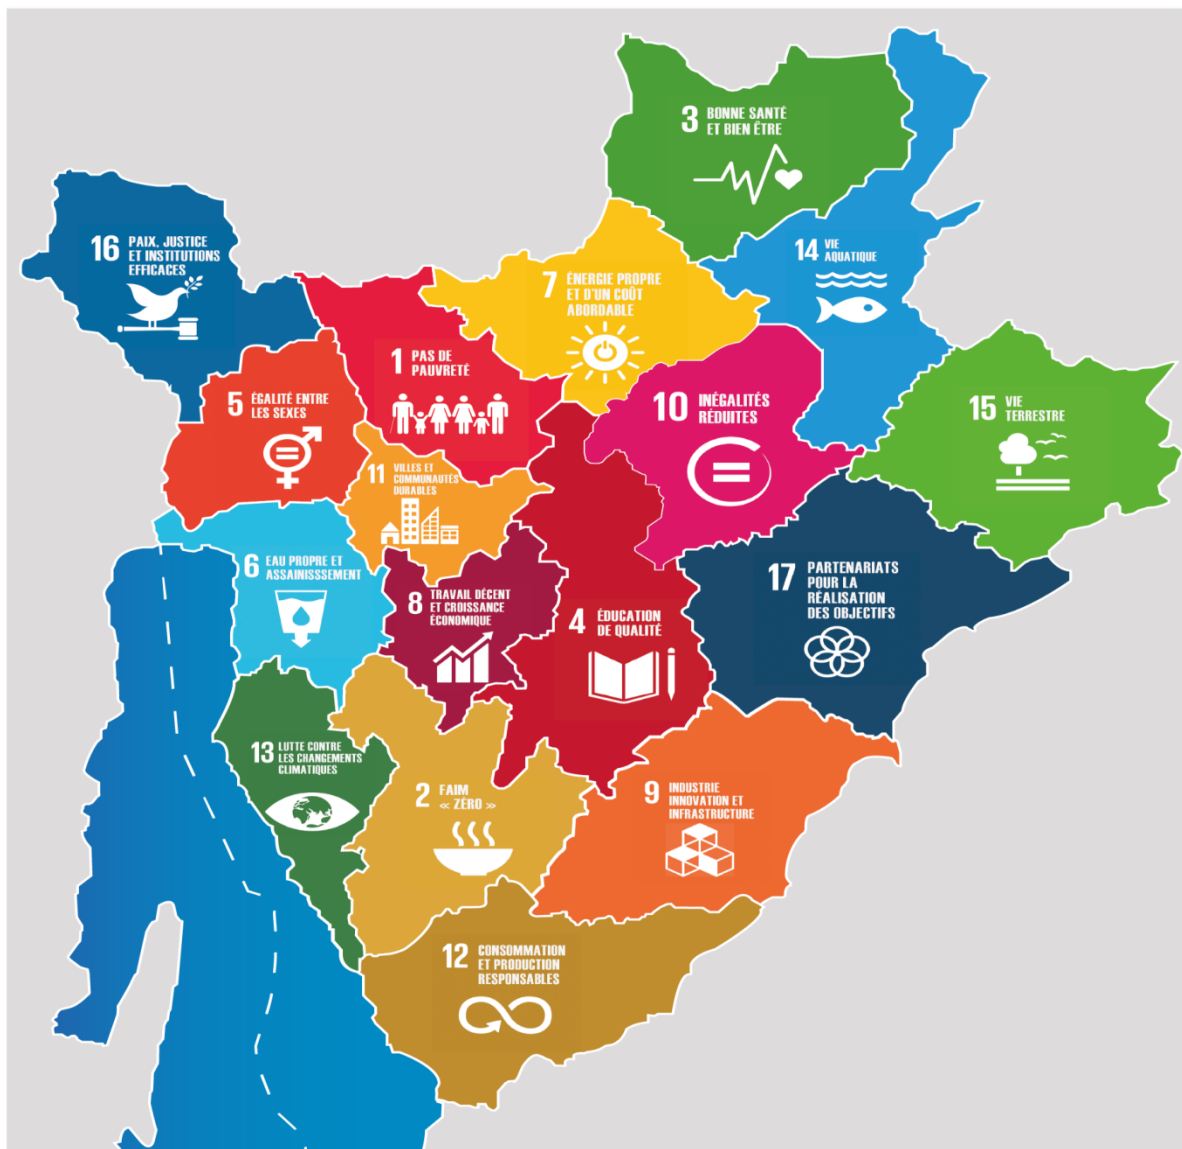 3 BONNE SANTÉ
ET BIEN ÊTRE
16 PAIX, JUSTICE
ET INSTITUTIONS
EFFICACES
14 VIE
AQUATIQUE
7 ÉNERGIE PROPRE
ET D'UN COÛT
ABORDABLE
1 PAS DE
PAUVRETÉ
5 ÉGALITÉ ENTRE
LES SEXES
10 INÉGALITÉS
RÉDUITES
15 VIE
TERRESTRE
11 VILLES ET
COMMUNAUTÉS
DURABLES
6 EAU PROPRE ET
ASSAINISSSEMENT
8 TRAVAIL DÉCENT
ET CROISSANCE
ÉCONOMIQUE
4 ÉDUCATION
DE QUALITÉ
17 PARTENARIATS
POUR LA
RÉALISATION
DES OBJECTIFS
13 LUTTE CONTRE
LES CHANGEMENTS
CLIMATIQUES
2 FAIM
« ZÉRO »
9 INDUSTRIE
INNOVATION ET
INFRASTRUCTURE
12 CONSOMMATION
ET PRODUCTION
RESPONSABLES